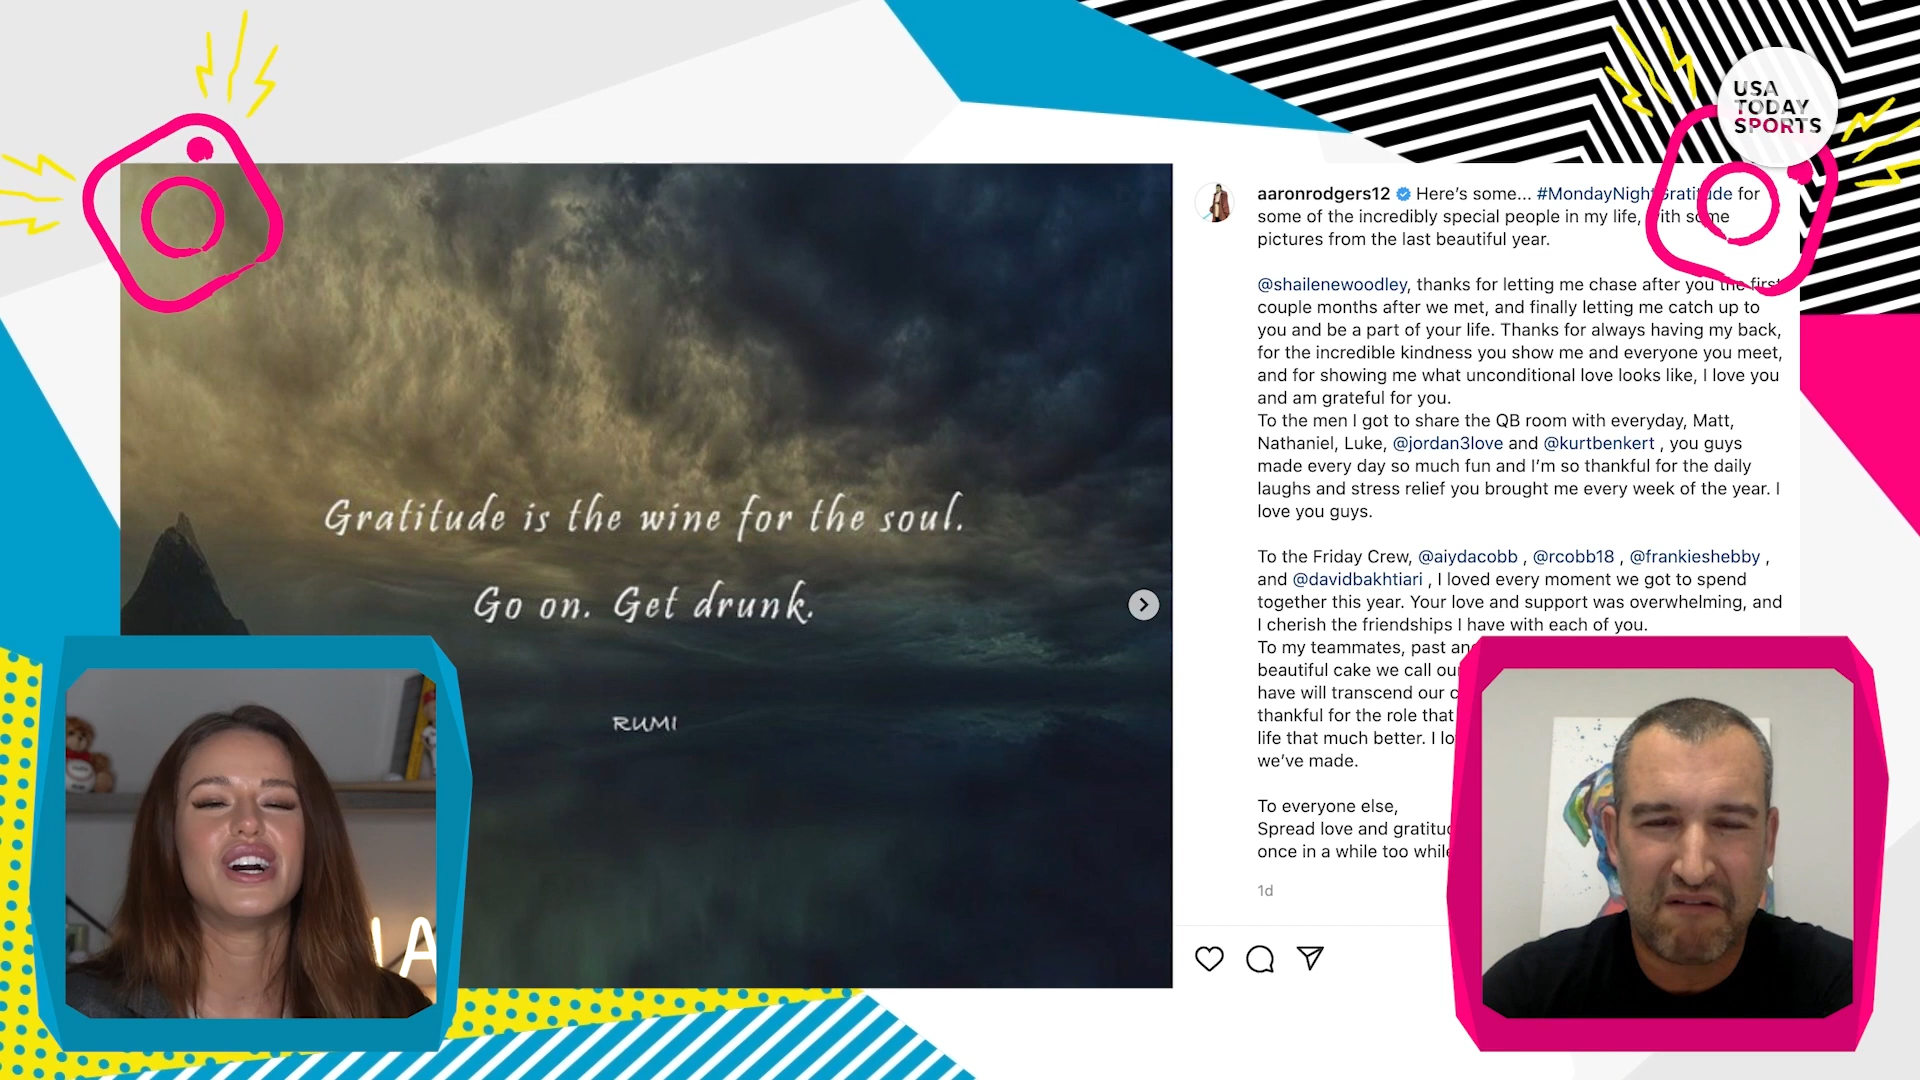 USA
TODAY
SPORTS
Gratitude is the wine for the soul.
Go on. Get drunk.
RUMI
aaronrodgers12 Here's some... #MondayNightGratitude for
some of the incredibly special people in my life, with some
pictures from the last beautiful year.
@shailenewoodley, thanks for letting me chase after you the first
couple months after we met, and finally letting me catch up to
you and be a part of your life. Thanks for always having my back,
for the incredible kindness you show me and everyone you meet,
and for showing me what unconditional love looks like, I love you
and am grateful for you.
To the men I got to share the QB room with everyday, Matt,
Nathaniel, Luke, @jordan3love and @kurtbenkert , you guys
made every day so much fun and I'm so thankful for the daily
laughs and stress relief you brought me every week of the year. I
love you guys.
To the Friday Crew, @aiydacobb , @rcobb18 , @frankieshebby ,
and @davidbakhtiari , I loved every moment we got to spend
together this year. Your love and support was overwhelming, and
I cherish the friendships I have with each of you.
To my teammates, past
beautiful cake we call
have will transcend our
thankful for the role that
life that much better. I
we've made.
To everyone else,
Spread love and
once in a while too while
1d